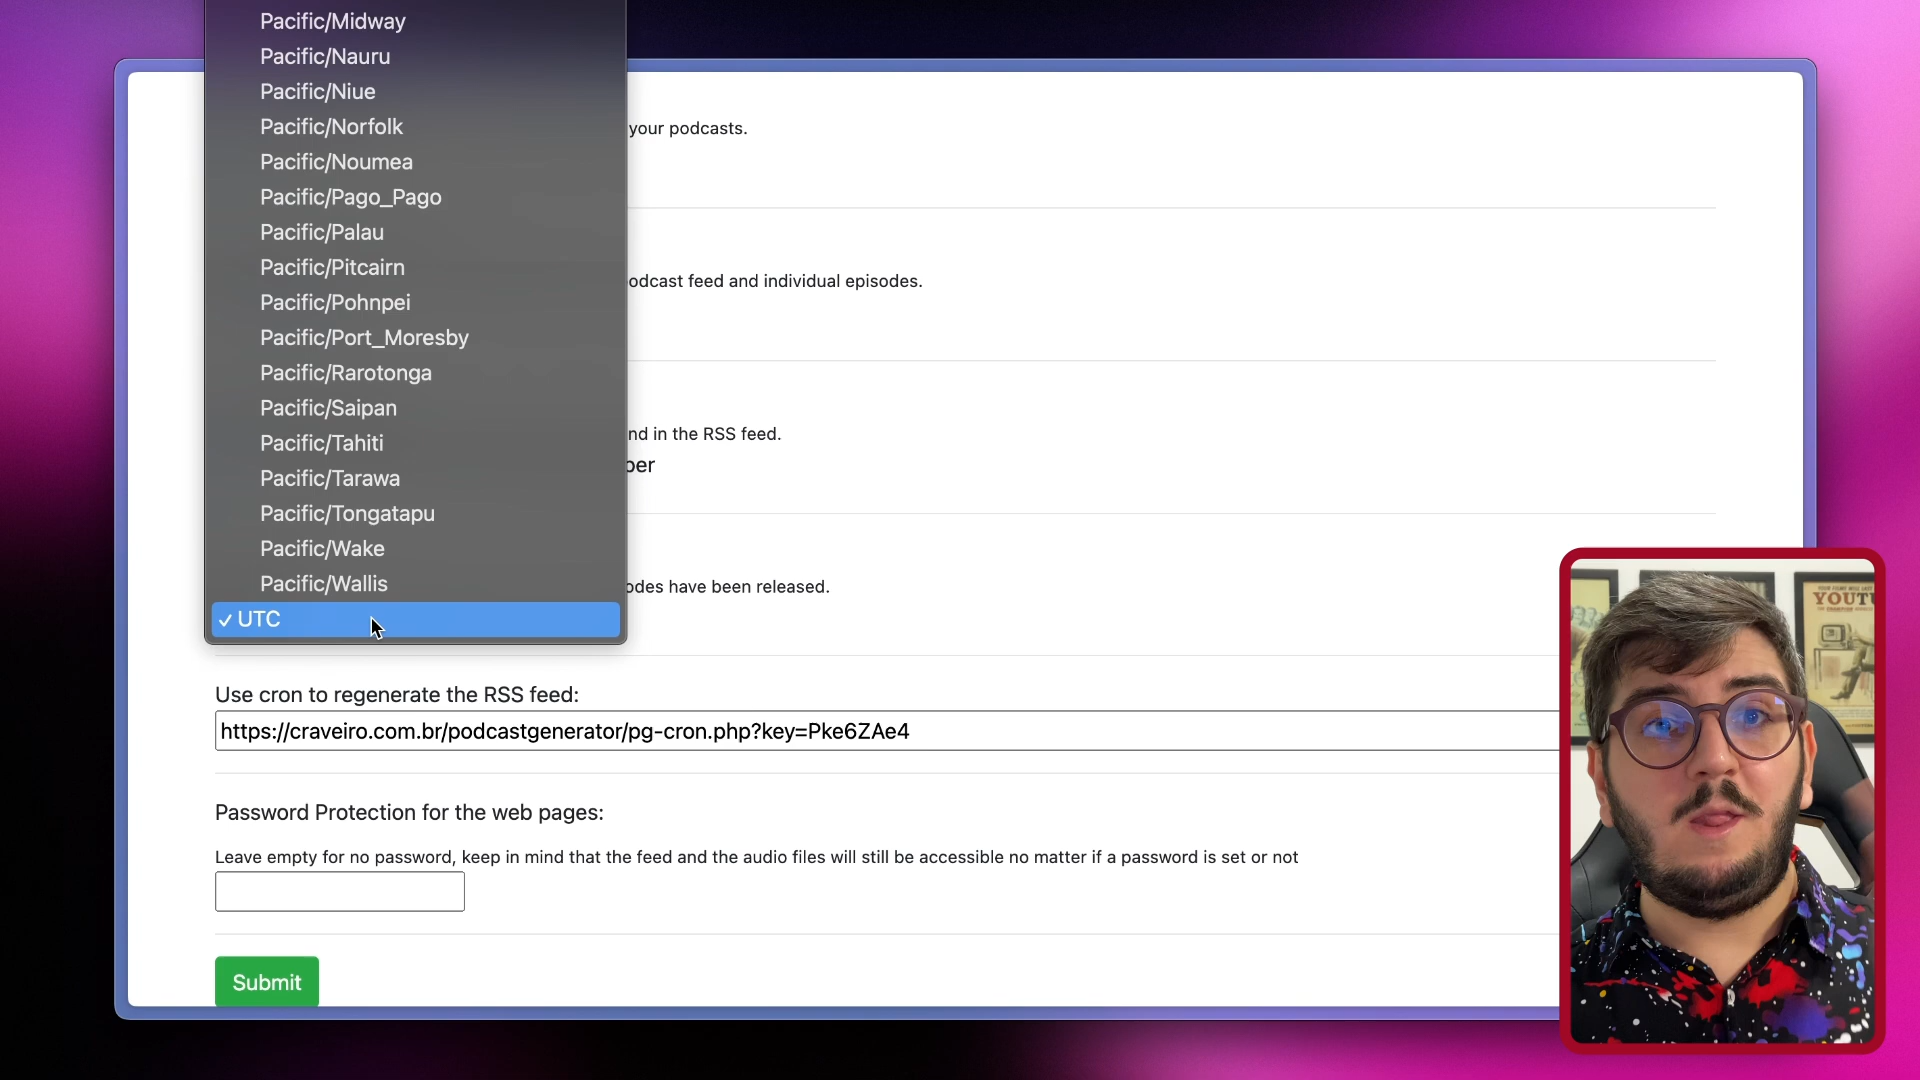 Pacific/Midway
Pacific/Nauru
Pacific/Niue
Pacific/Norfolk
your podcasts.
Pacific/Noumea
Pacific/Pago_Pago
Pacific/Palau
Pacific/Pitcairn
odcast feed and individual episodes.
Pacific/Pohnpei
Pacific/Port_Moresby
Pacific/Rarotonga
Pacific/Saipan
nd in the RSS feed.
Pacific/Tahiti
ber
Pacific/Tarawa
Pacific/Tongatapu
Pacific/Wake
Pacific/Wallis
odes have been released.
✓ UTC
Use cron to regenerate the RSS feed:
https://craveiro.com.br/podcastgenerator/pg-cron.php?key=Pke6ZAe4
Password Protection for the web pages:
Leave empty for no password, keep in mind that the feed and the audio files will still be accessible no matter if a password is set or not
Submit
YOUT